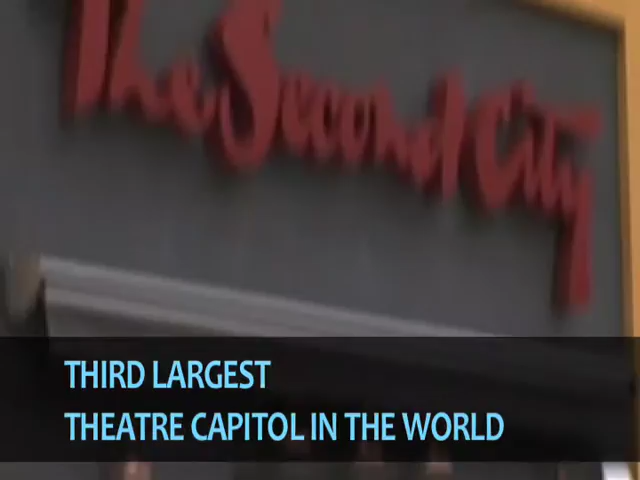 The Second City
THIRD LARGEST
THEATRE CAPITOL IN THE WORLD